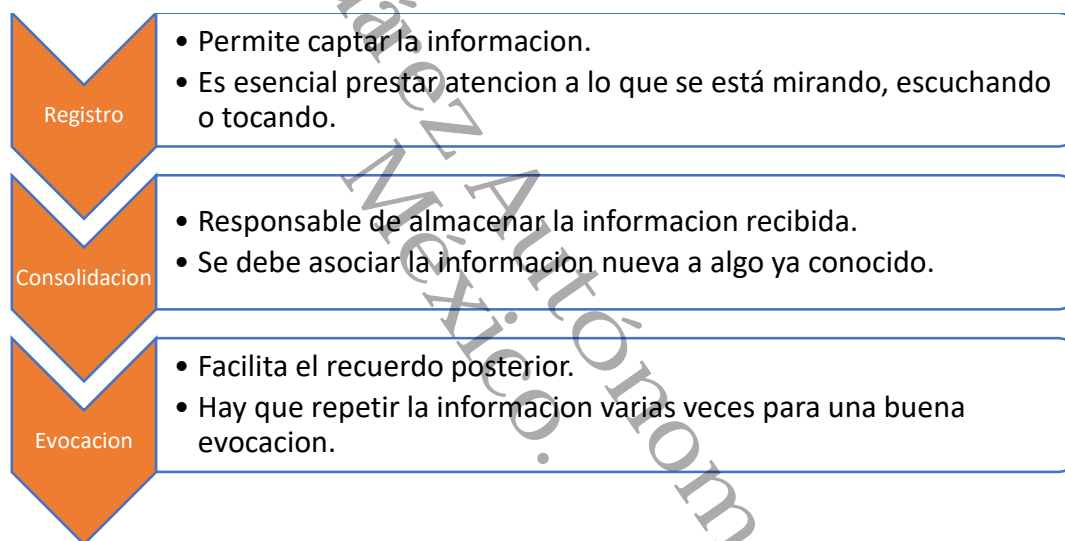 Registro
• Permite captar la informacion.
• Es esencial prestar atencion a lo que se está mirando, escuchando
o tocando.
Consolidacion
• Responsable de almacenar la informacion recibida.
• Se debe asociar la informacion nueva a algo ya conocido.
Evocacion
• Facilita el recuerdo posterior.
• Hay que repetir la informacion varias veces para una buena
evocacion.
México.